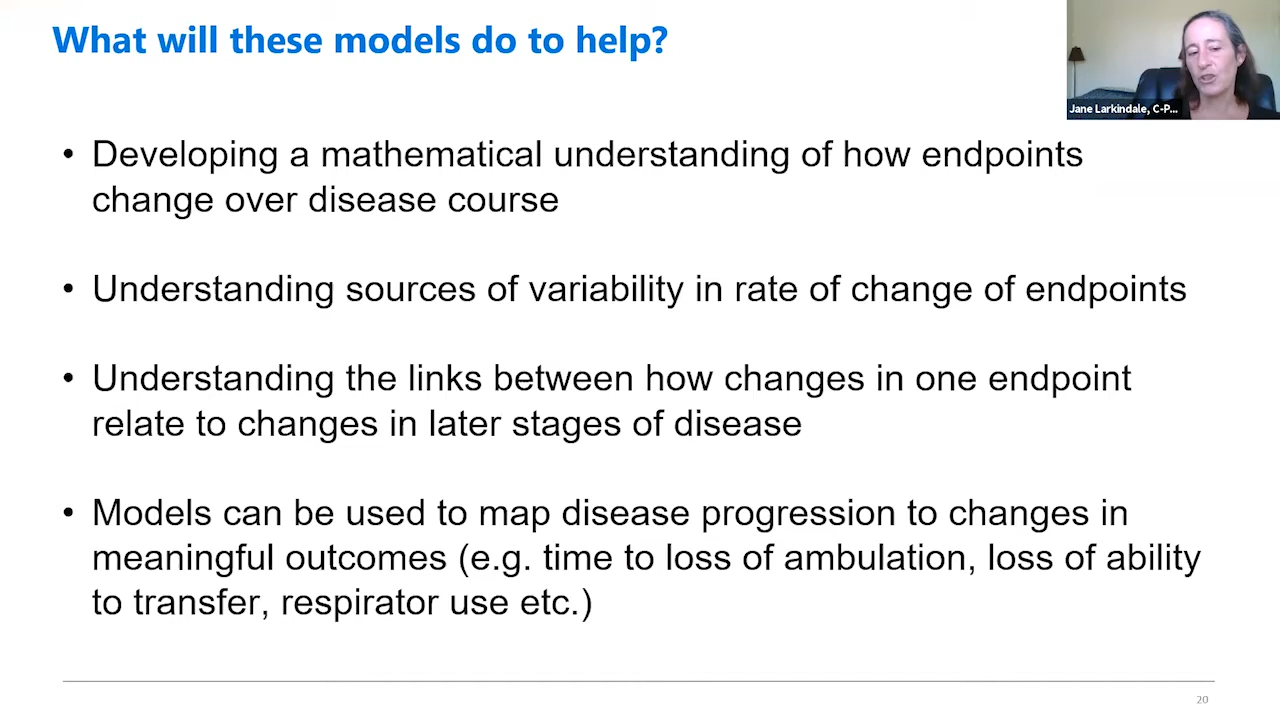 What will these models do to help?
Jane Larkindale, C-P...
• Developing a mathematical understanding of how endpoints
change over disease course
• Understanding sources of variability in rate of change of endpoints
• Understanding the links between how changes in one endpoint
relate to changes in later stages of disease
• Models can be used to map disease progression to changes in
meaningful outcomes (e.g. time to loss of ambulation, loss of ability
to transfer, respirator use etc.)
20